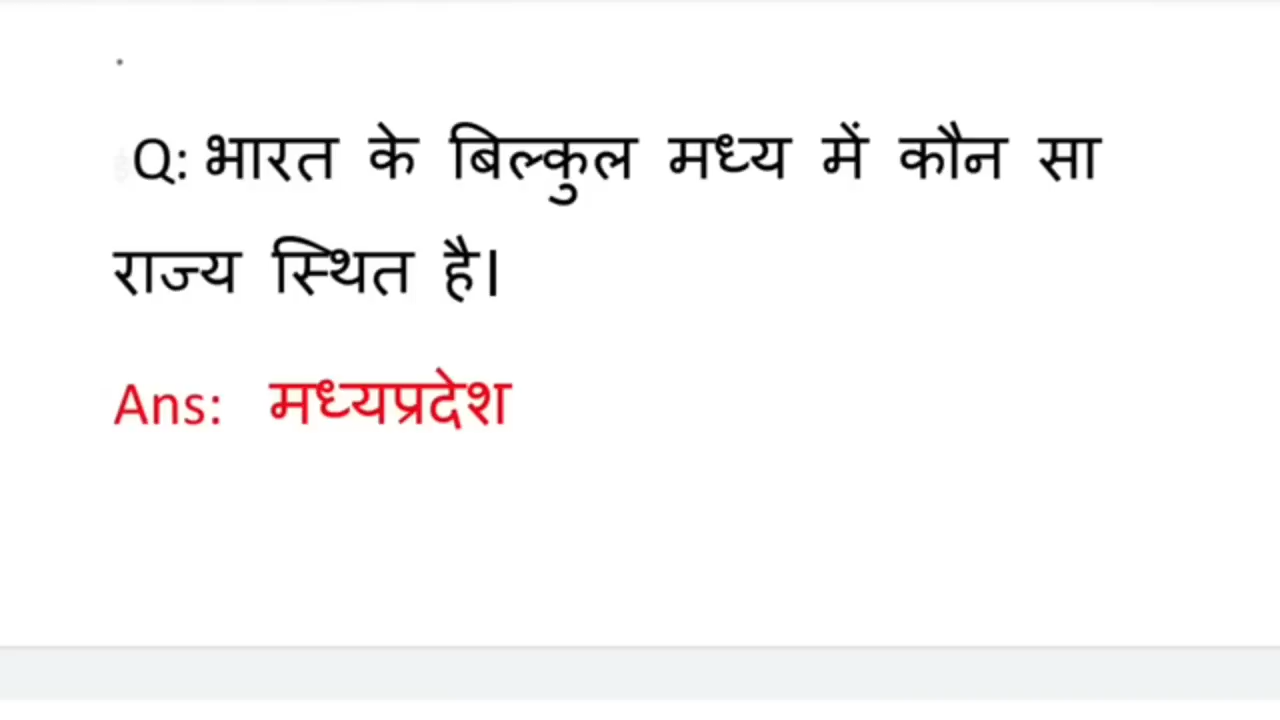 Q: भारत के बिल्कुल मध्य में कौन सा
राज्य स्थित है।
Ans: मध्यप्रदेश